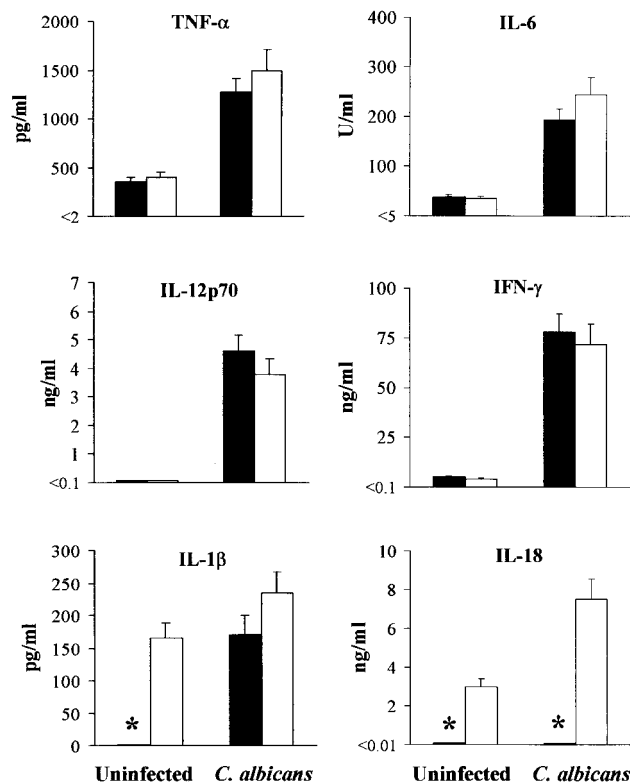 TNF-α
pg/ml
2000
1500
1000
500
<2
IL-6
U/ml
400
300
200
100
<5
IL-12p70
ng/ml
7
6
5
4
3
2
1
<0.1
IFN-γ
ng/ml
100
75
50
25
<0.1
IL-1β
pg/ml
300
250
200
150
100
50
0
*
Uninfected
C. albicans
IL-18
ng/ml
10
8
6
4
2
<0.01
*
*
Uninfected
C. albicans